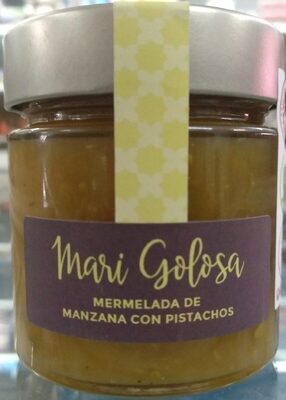 Mari Golosa
MERMELADA DE
MANZANA CON PISTACHOS